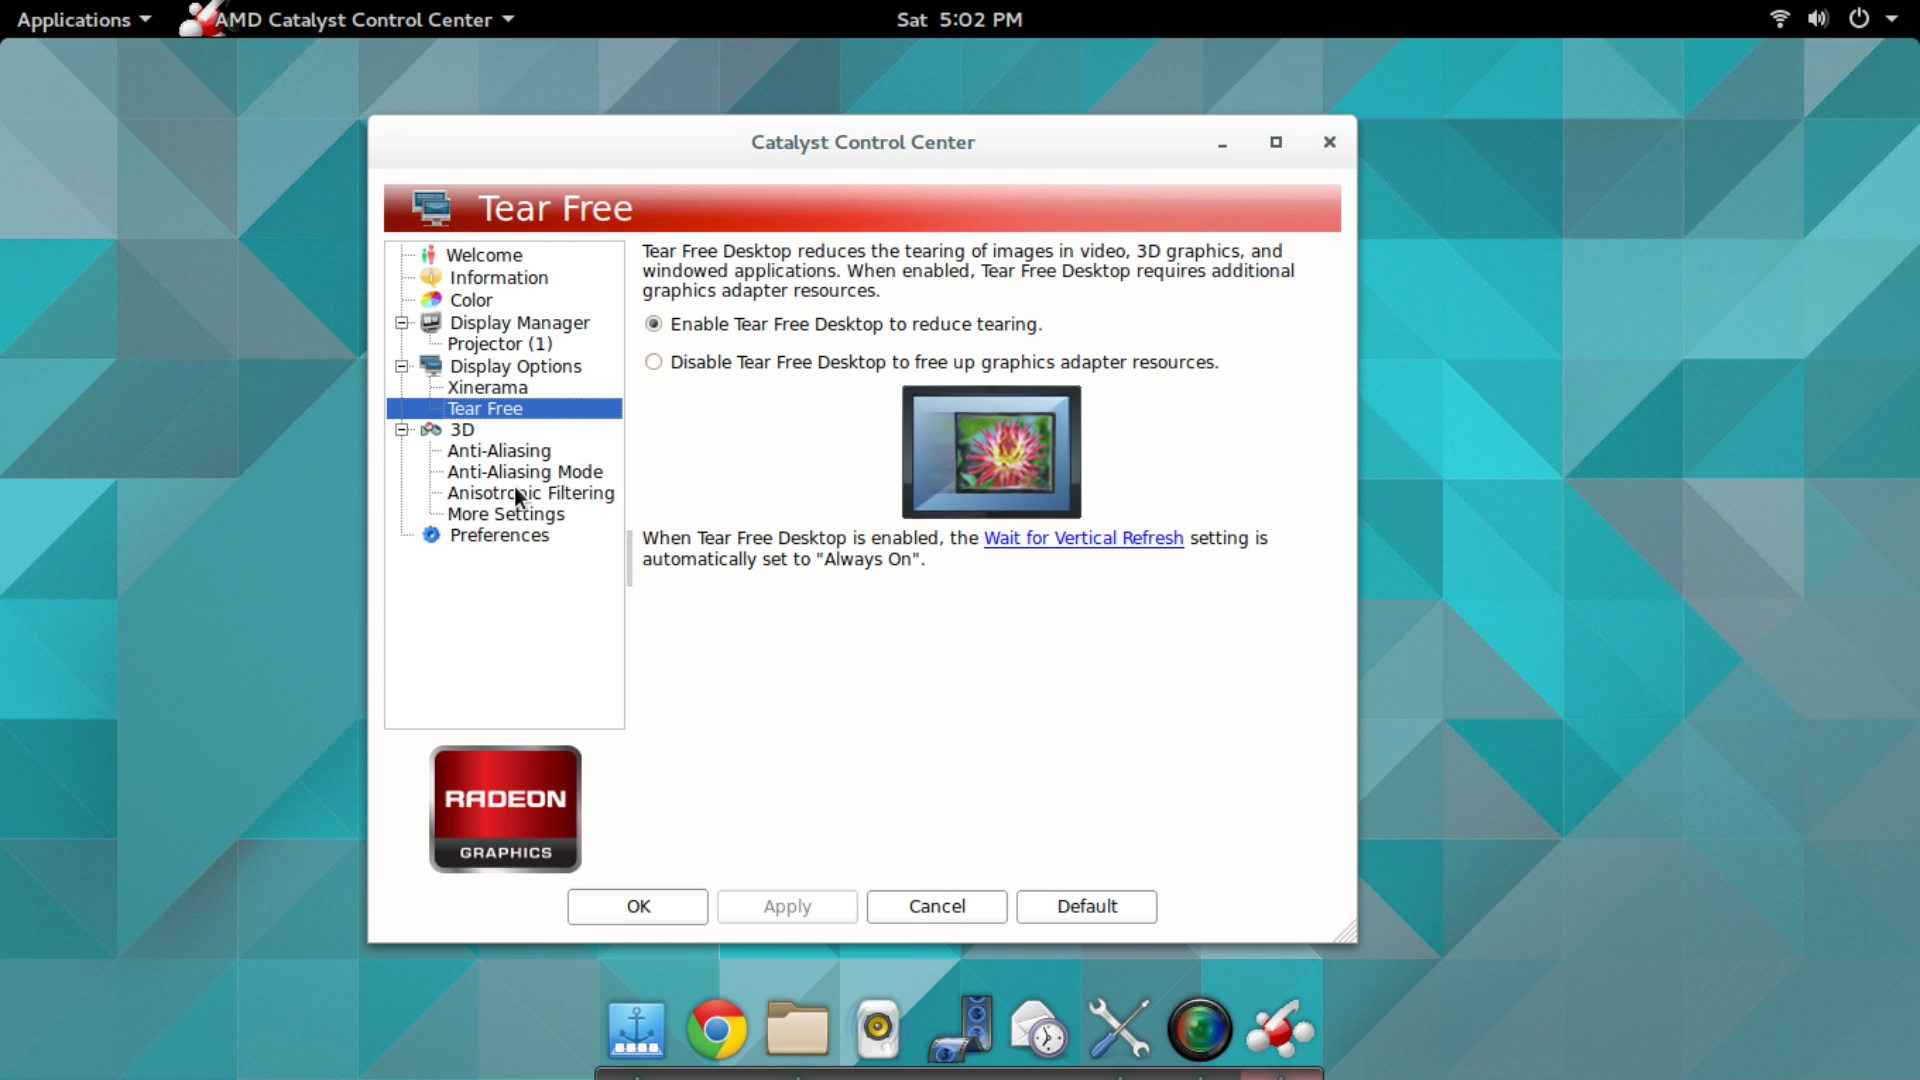 Applications
AMD Catalyst Control Center
Sat 5:02 PM
Catalyst Control Center
Tear Free
Welcome
Information
Color
Display Manager
Projector (1)
Display Options
Xinerama
Tear Free
3D
Anti-Aliasing
Anti-Aliasing Mode
Anisotropic Filtering
More Settings
Preferences
Tear Free Desktop reduces the tearing of images in video, 3D graphics, and
windowed applications. When enabled, Tear Free Desktop requires additional
graphics adapter resources.
Enable Tear Free Desktop to reduce tearing.
Disable Tear Free Desktop to free up graphics adapter resources.
When Tear Free Desktop is enabled, the Wait for Vertical Refresh setting is
automatically set to "Always On".
RADEON
GRAPHICS
OK
Apply
Cancel
Default